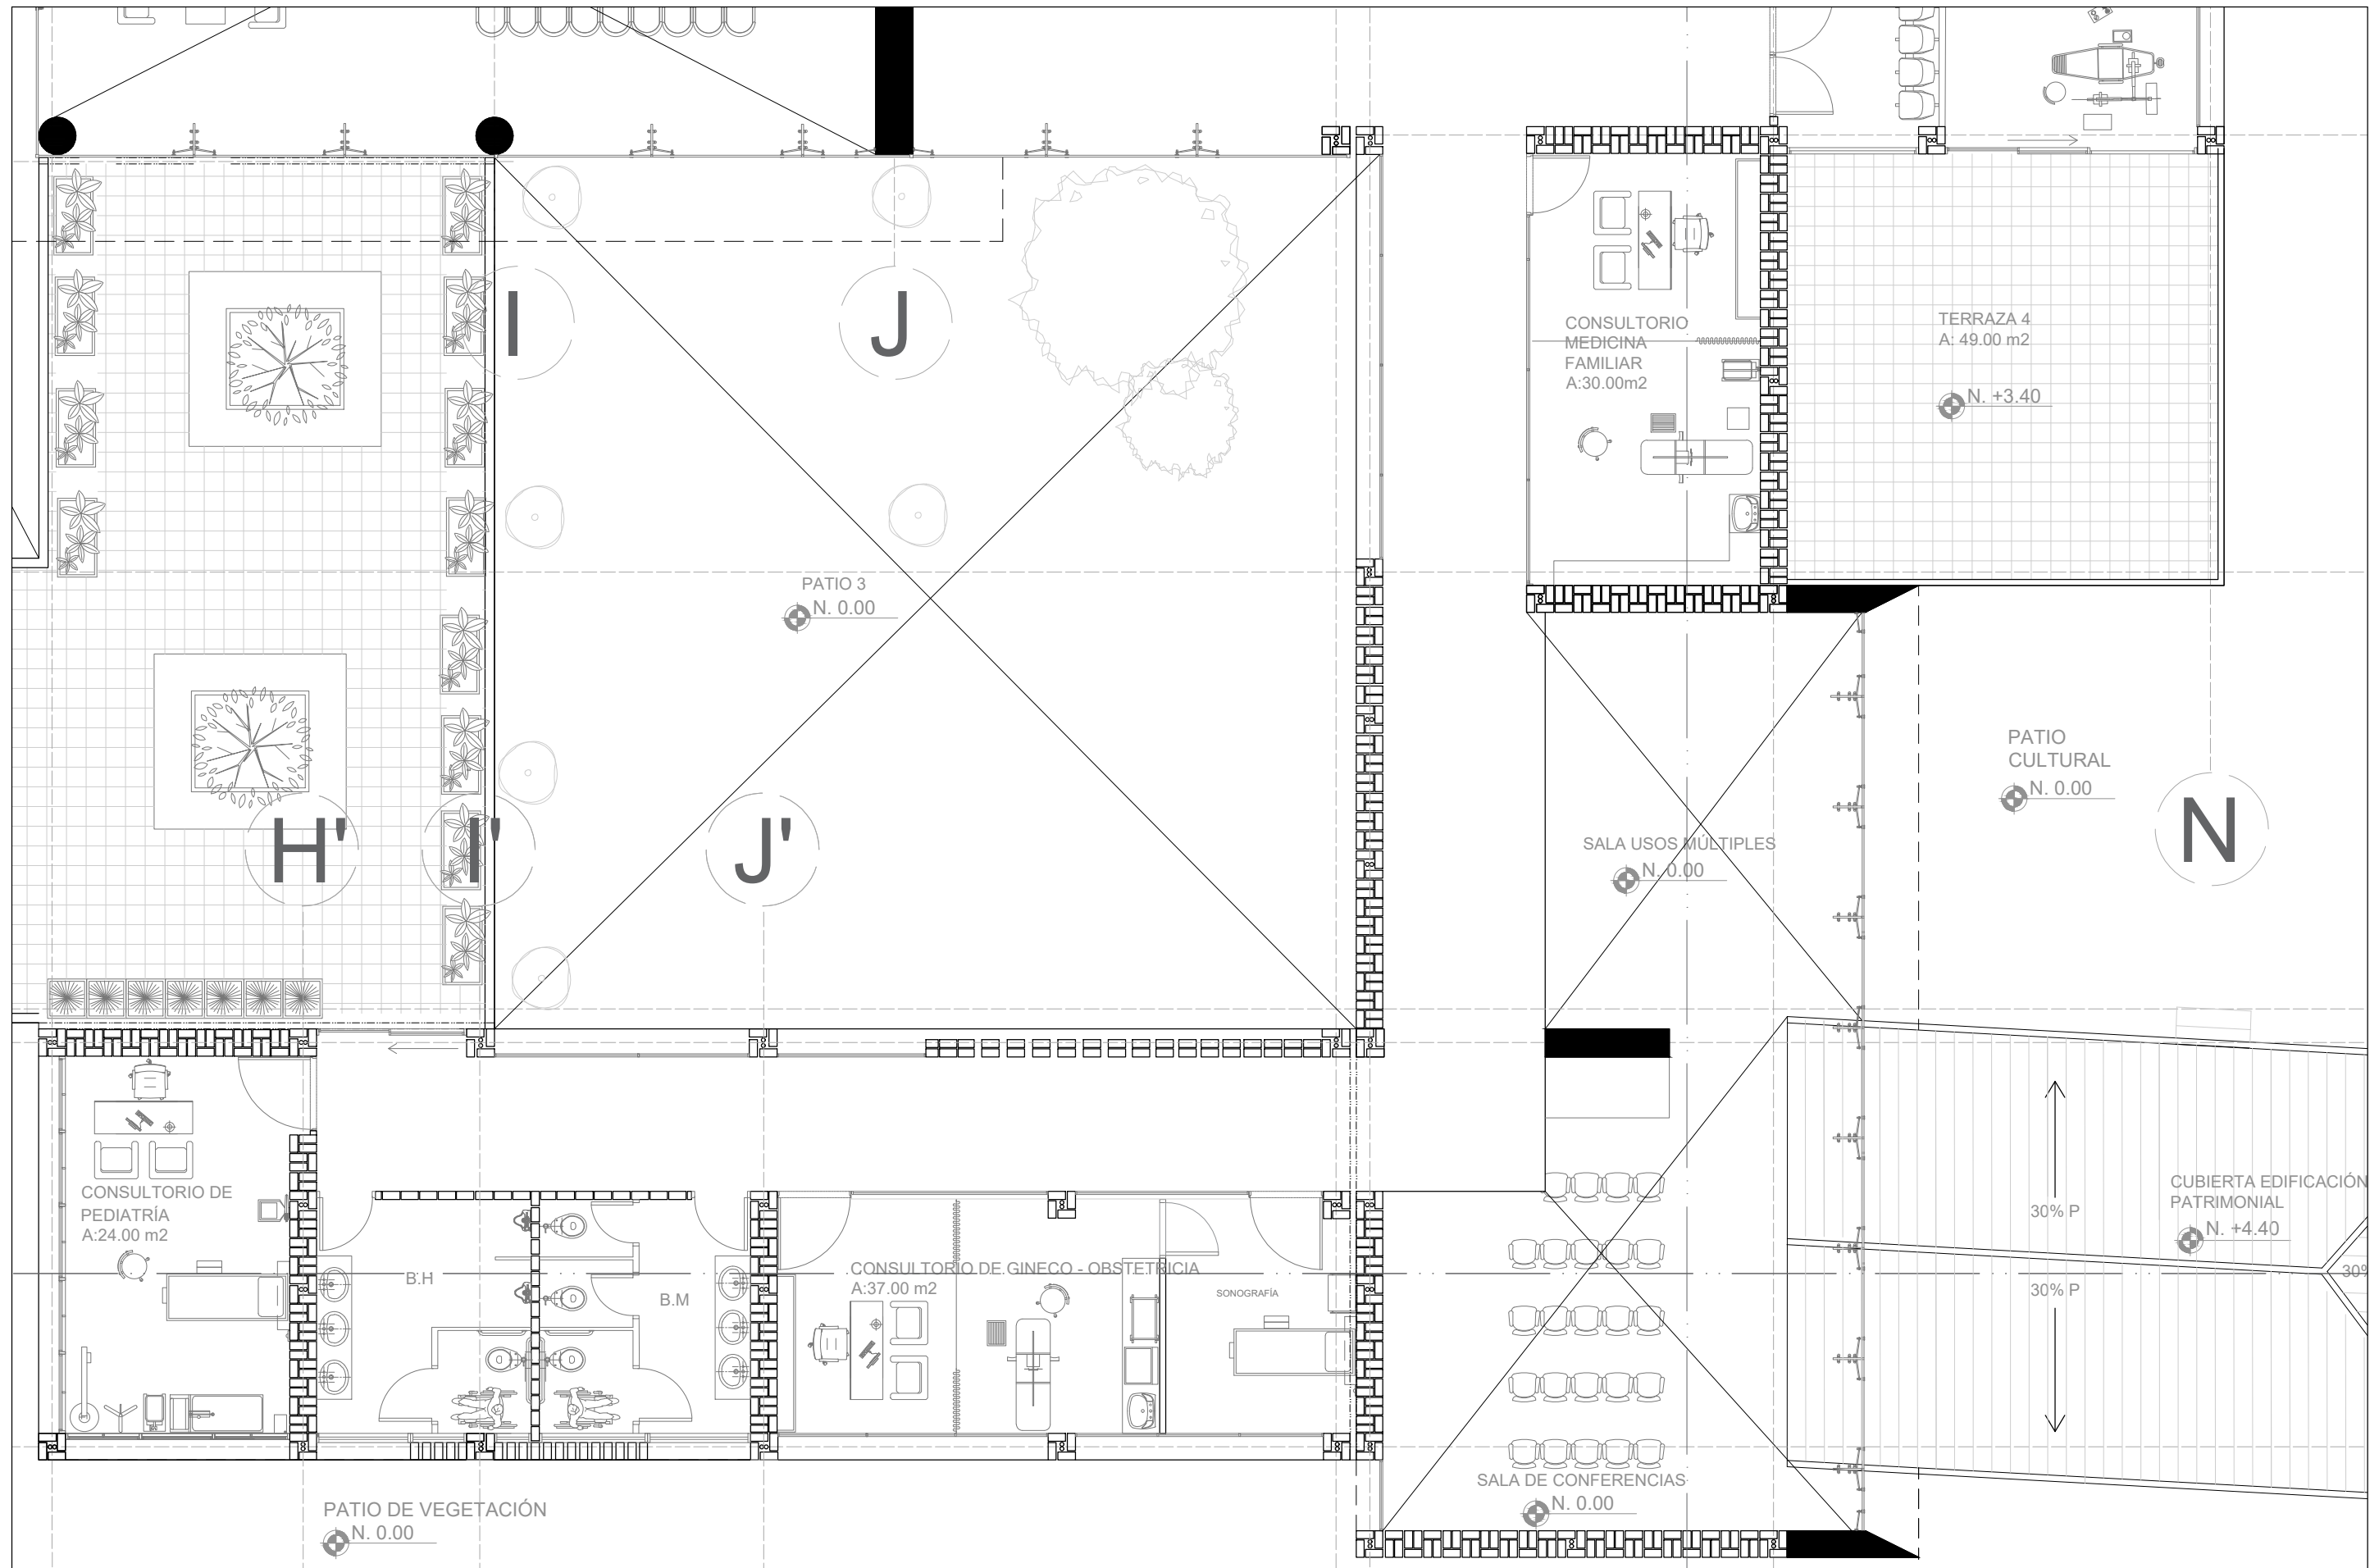 I
J
CONSULTORIO
MEDICINA
FAMILIAR
A:30.00m2
TERRAZA 4
A: 49.00 m2
N. +3.40
PATIO 3
N. 0.00
PATIO
CULTURAL
N. 0.00
H'
I'
J'
SALA USOS MÚLTIPLES
N. 0.00
N
CONSULTORIO DE
PEDIATRÍA
A:24.00 m2
B.H
B.M
CONSULTORIO DE GINECO - OBSTETRICIA
A:37.00 m2
SONOGRAFÍA
30% P
30% P
CUBIERTA EDIFICACIÓN
PATRIMONIAL
N. +4.40
30%
SALA DE CONFERENCIAS
N. 0.00
PATIO DE VEGETACIÓN
N. 0.00